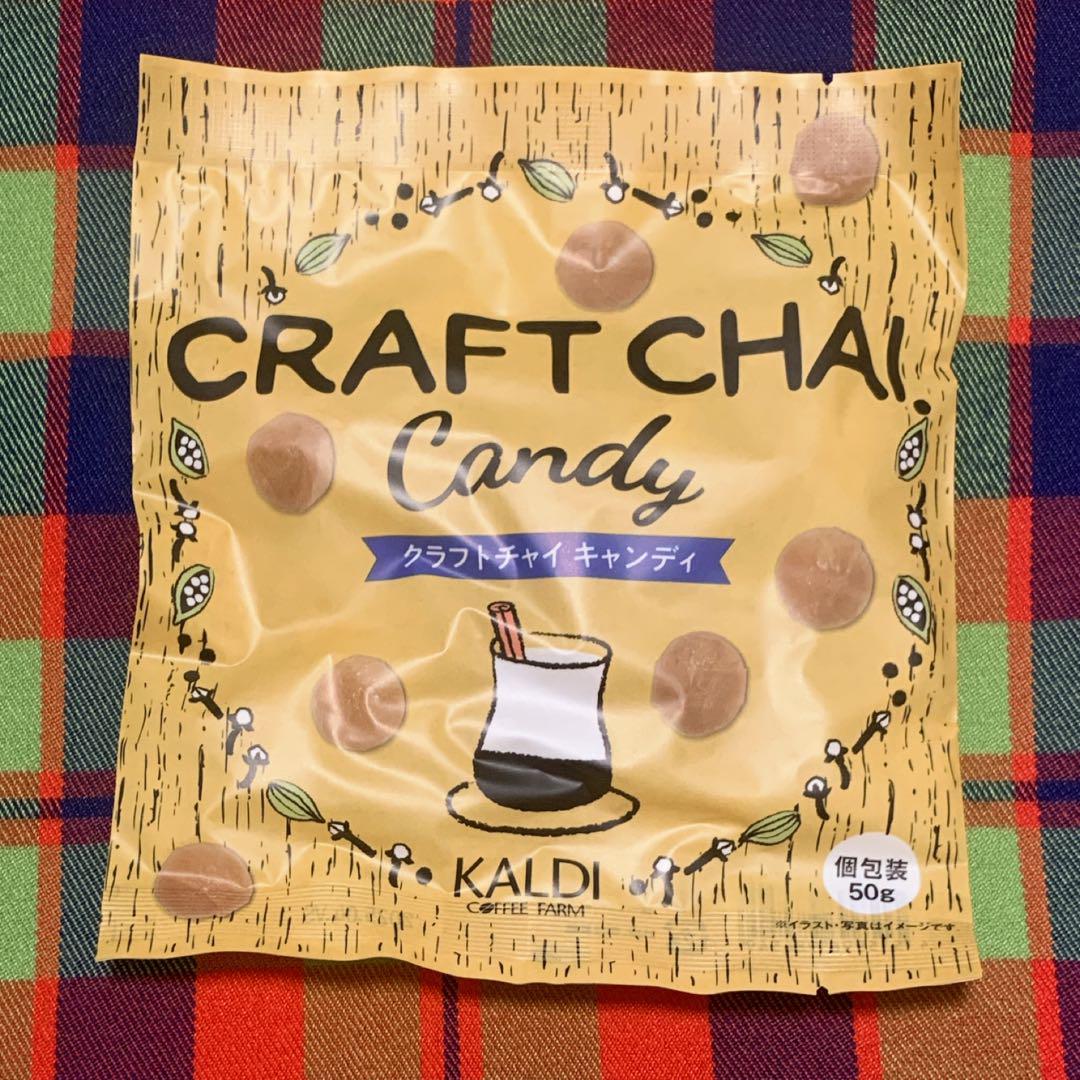 CRAFT CHAI
Candy
クラフトチャイ キャンディ
KALDI
COFFEE FARM
個包装
50g
※イラスト・写真はイメージです